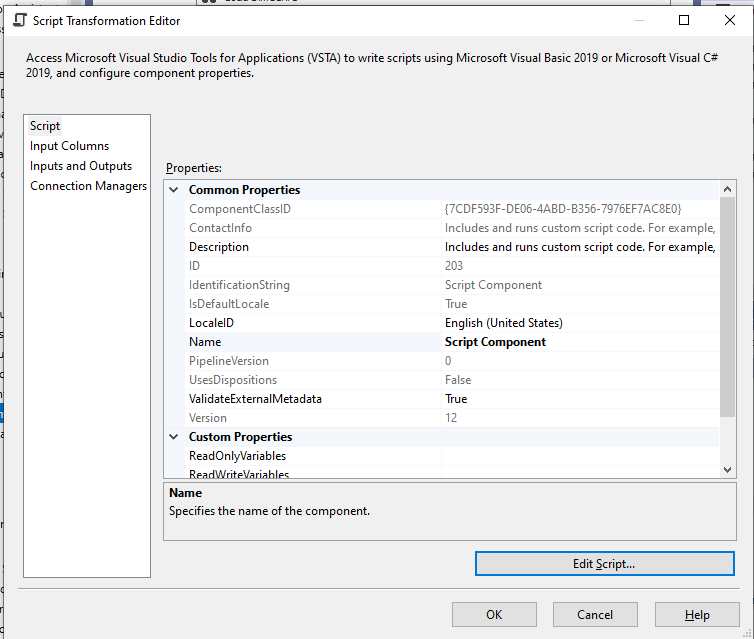 Script Transformation Editor
Access Microsoft Visual Studio Tools for Applications (VSTA) to write scripts using Microsoft Visual Basic 2019 or Microsoft Visual C#
2019, and configure component properties.
Script
Input Columns
Inputs and Outputs
Connection Managers
Properties:
Common Properties
ComponentClassID {7CDF593F-DE06-4ABD-B356-7976EF7AC8E0}
ContactInfo Includes and runs custom script code. For example,
Description Includes and runs custom script code. For example,
ID 203
IdentificationString Script Component
IsDefaultLocale True
LocaleID English (United States)
Name Script Component
PipelineVersion 0
UsesDispositions False
ValidateExternalMetadata True
Version 12
Custom Properties
ReadOnlyVariables
ReadWriteVariables
Name
Specifies the name of the component.
Edit Script...
OK Cancel Help